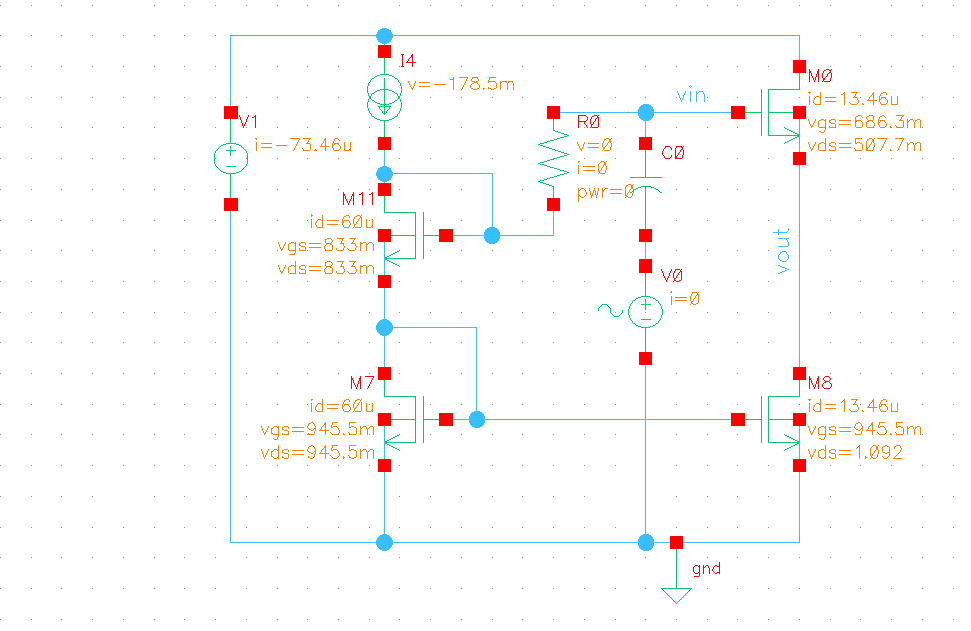 I4
v=-178.5m
M0
id=13.46u
vgs=686.3m
vds=507.7m
vin
V1
i=-73.46u
R0
v=0
i=0
pwr=0
C0
M11
id=60u
vgs=833m
vds=833m
vout
V0
i=0
M7
id=60u
vgs=945.5m
vds=945.5m
M8
id=13.46u
vgs=945.5m
vds=1.092
gnd